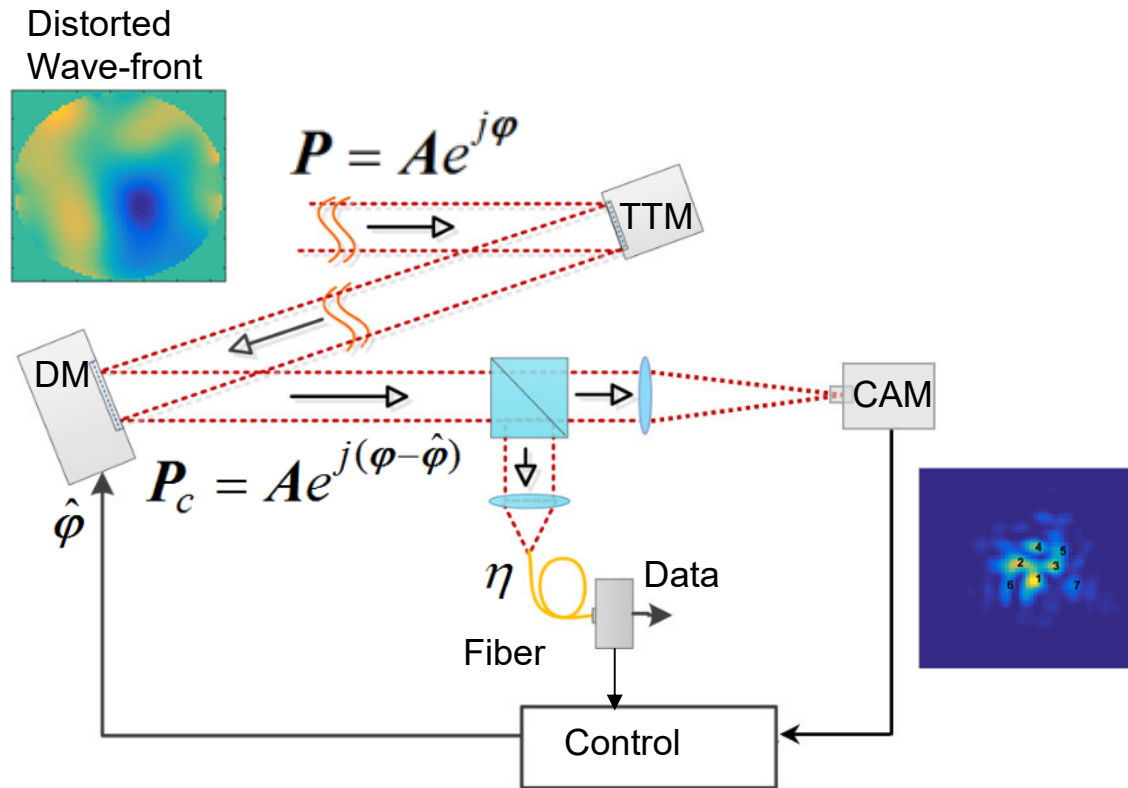 Distorted
Wave-front
P = Ae^{jφ}
TTM
DM
CAM
P_c = Ae^{j(φ−φ̂)}
φ̂
4
5
2
3
1
6
7
η
Data
Fiber
Control